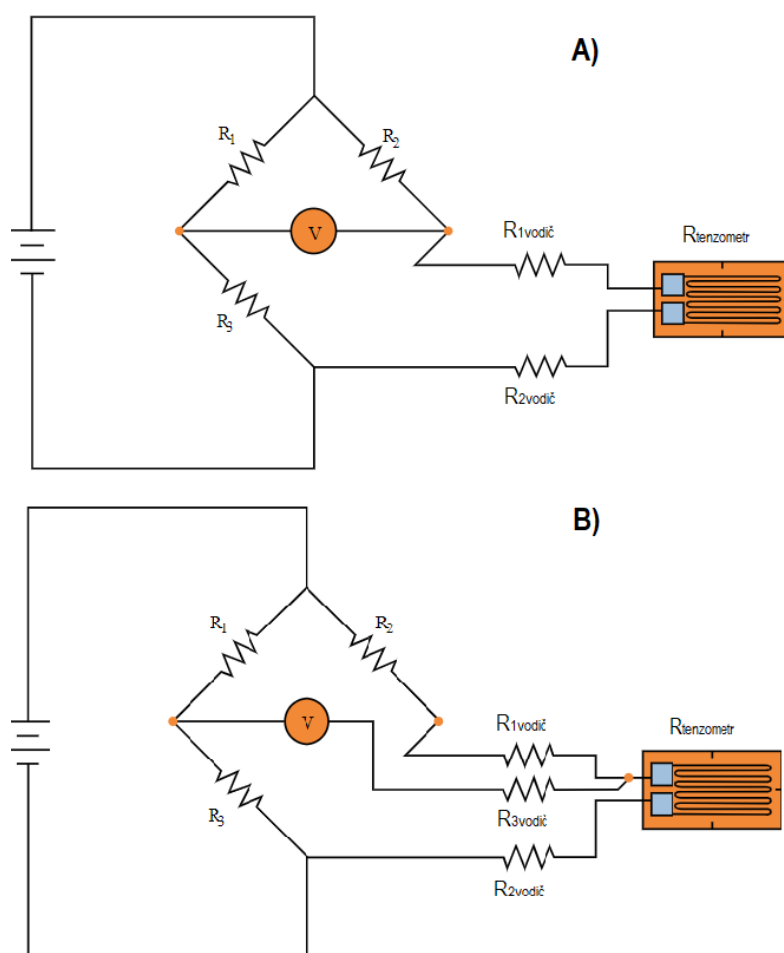 A)
R1
R2
V
R1vodič
Rtenzometr
R3
R2vodič
B)
R1
R2
V
R1vodič
Rtenzometr
R3vodič
R3
R2vodič